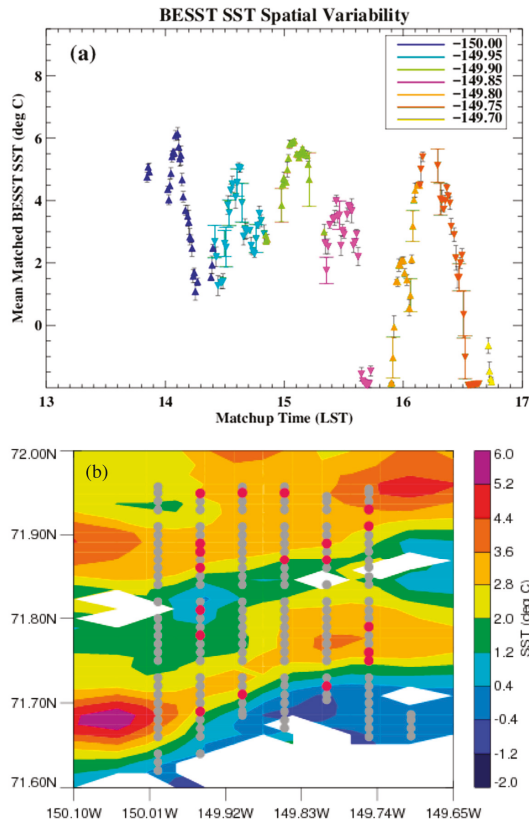 BESST SST Spatial Variability
(a)
−150.00
−149.95
−149.90
−149.85
−149.80
−149.75
−149.70
Mean Matched BESST SST (deg C)
8
6
4
2
0
13 14 15 16 17
Matchup Time (LST)
(b)
72.00N
71.90N
71.80N
71.70N
71.60N
150.10W 150.01W 149.92W 149.83W 149.74W 149.65W
6.0
5.2
4.4
3.6
2.8
2.0
1.2
0.4
-0.4
-1.2
-2.0
SST (deg C)